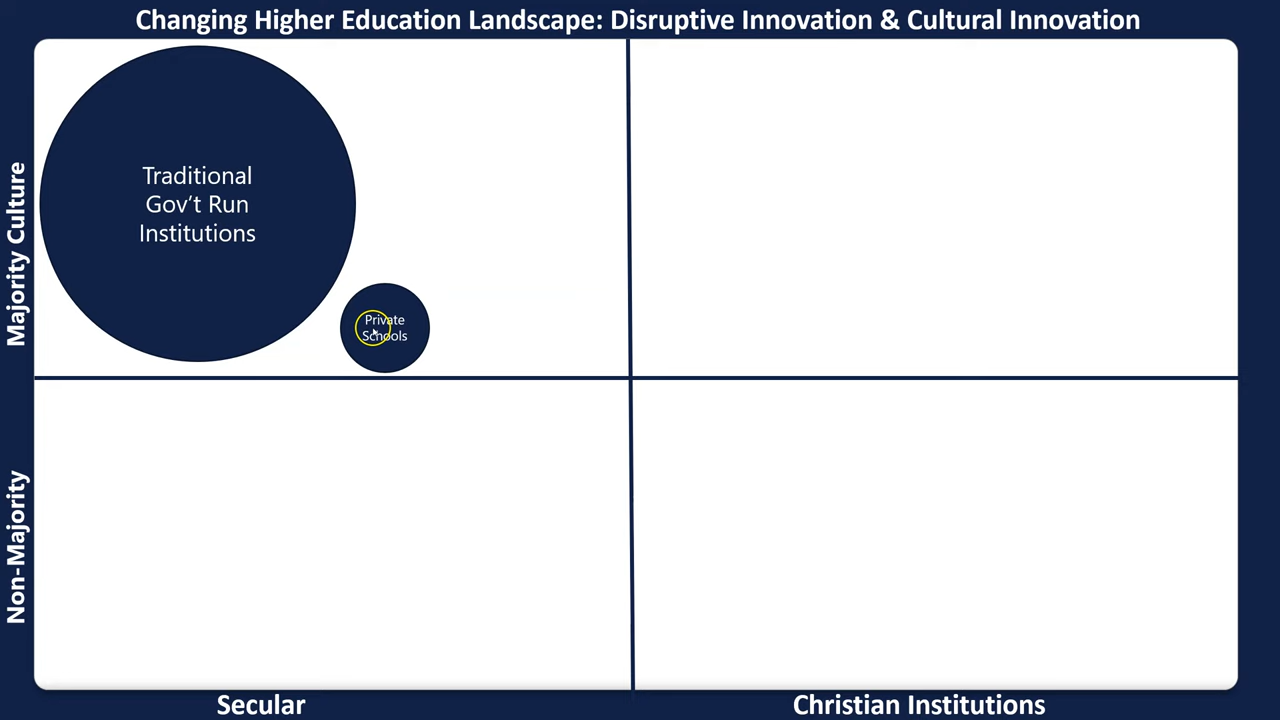 Changing Higher Education Landscape: Disruptive Innovation & Cultural Innovation
Majority Culture
Traditional
Gov’t Run
Institutions
Private
Schools
Non-Majority
Secular
Christian Institutions